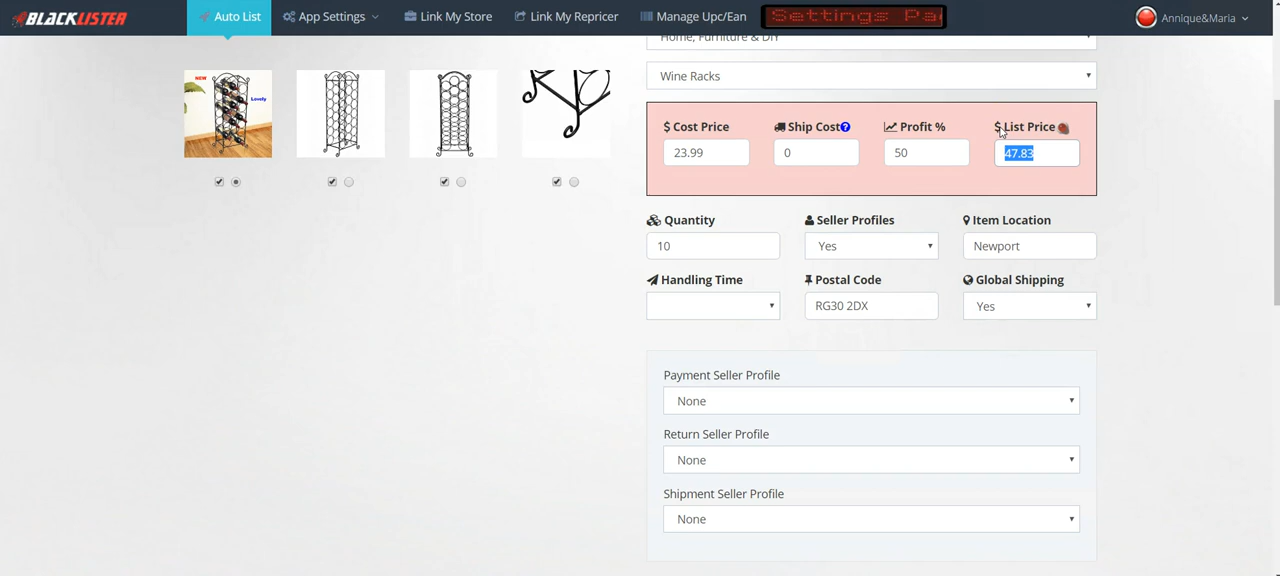 BLACKLISTER
Auto List
App Settings
Link My Store
Link My Repricer
Manage Upc/Ean
Settings Pa
Annique&Maria
Home, Furniture & DIY
NEW
Lovely
Wine Racks
$ Cost Price
Ship Cost
Profit %
$ List Price
23.99
0
50
47.83
Quantity
Seller Profiles
Item Location
10
Yes
Newport
Handling Time
Postal Code
Global Shipping
RG30 2DX
Yes
Payment Seller Profile
None
Return Seller Profile
None
Shipment Seller Profile
None